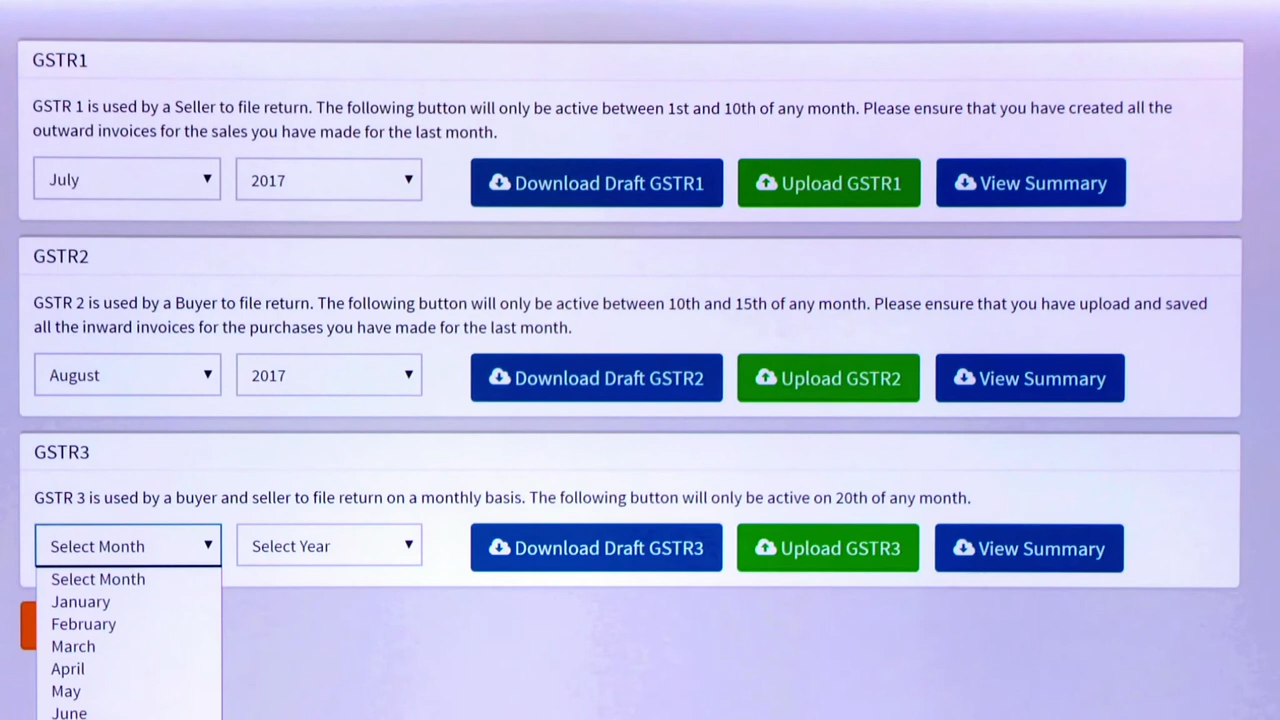 GSTR1
GSTR 1 is used by a Seller to file return. The following button will only be active between 1st and 10th of any month. Please ensure that you have created all the
outward invoices for the sales you have made for the last month.
July 2017 Download Draft GSTR1 Upload GSTR1 View Summary
GSTR2
GSTR 2 is used by a Buyer to file return. The following button will only be active between 10th and 15th of any month. Please ensure that you have upload and saved
all the inward invoices for the purchases you have made for the last month.
August 2017 Download Draft GSTR2 Upload GSTR2 View Summary
GSTR3
GSTR 3 is used by a buyer and seller to file return on a monthly basis. The following button will only be active on 20th of any month.
Select Month Select Year Download Draft GSTR3 Upload GSTR3 View Summary
Select Month
January
February
March
April
May
June